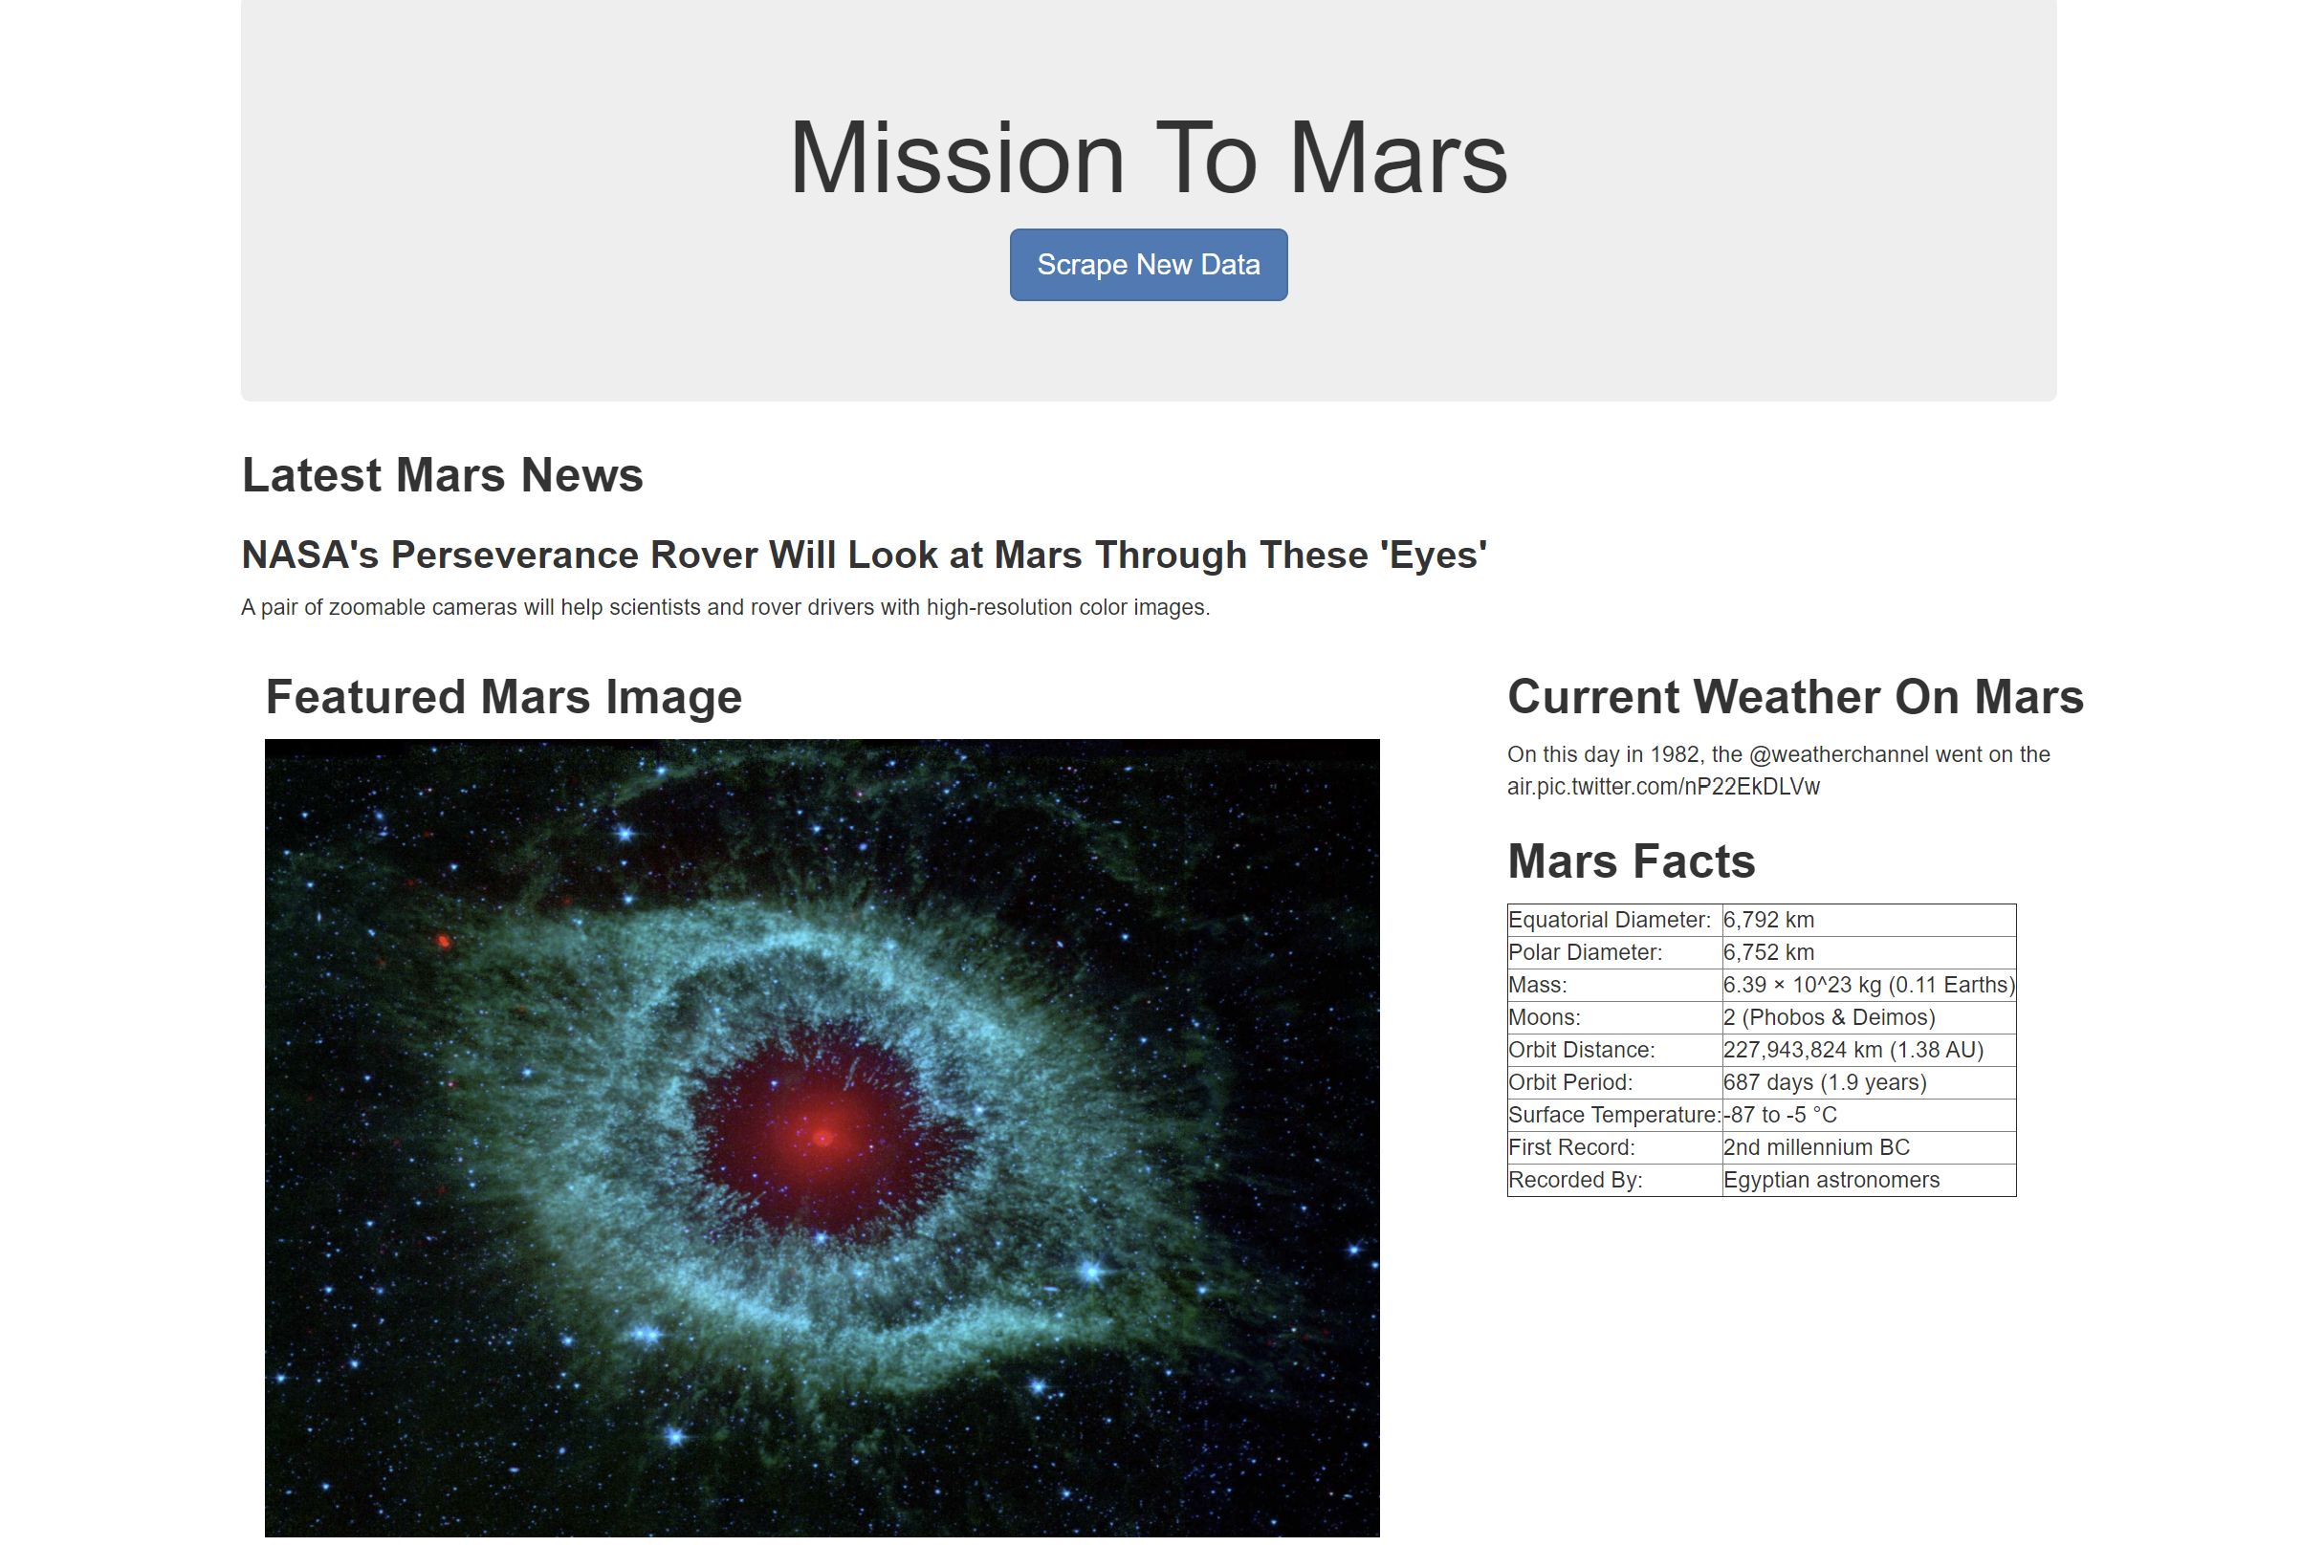 Mission To Mars
Scrape New Data
Latest Mars News
NASA's Perseverance Rover Will Look at Mars Through These 'Eyes'
A pair of zoomable cameras will help scientists and rover drivers with high-resolution color images.
Featured Mars Image
Current Weather On Mars
On this day in 1982, the @weatherchannel went on the
air.pic.twitter.com/nP22EkDLVw
Mars Facts
Equatorial Diameter: 6,792 km
Polar Diameter: 6,752 km
Mass: 6.39 × 10^23 kg (0.11 Earths)
Moons: 2 (Phobos & Deimos)
Orbit Distance: 227,943,824 km (1.38 AU)
Orbit Period: 687 days (1.9 years)
Surface Temperature: -87 to -5 °C
First Record: 2nd millennium BC
Recorded By: Egyptian astronomers